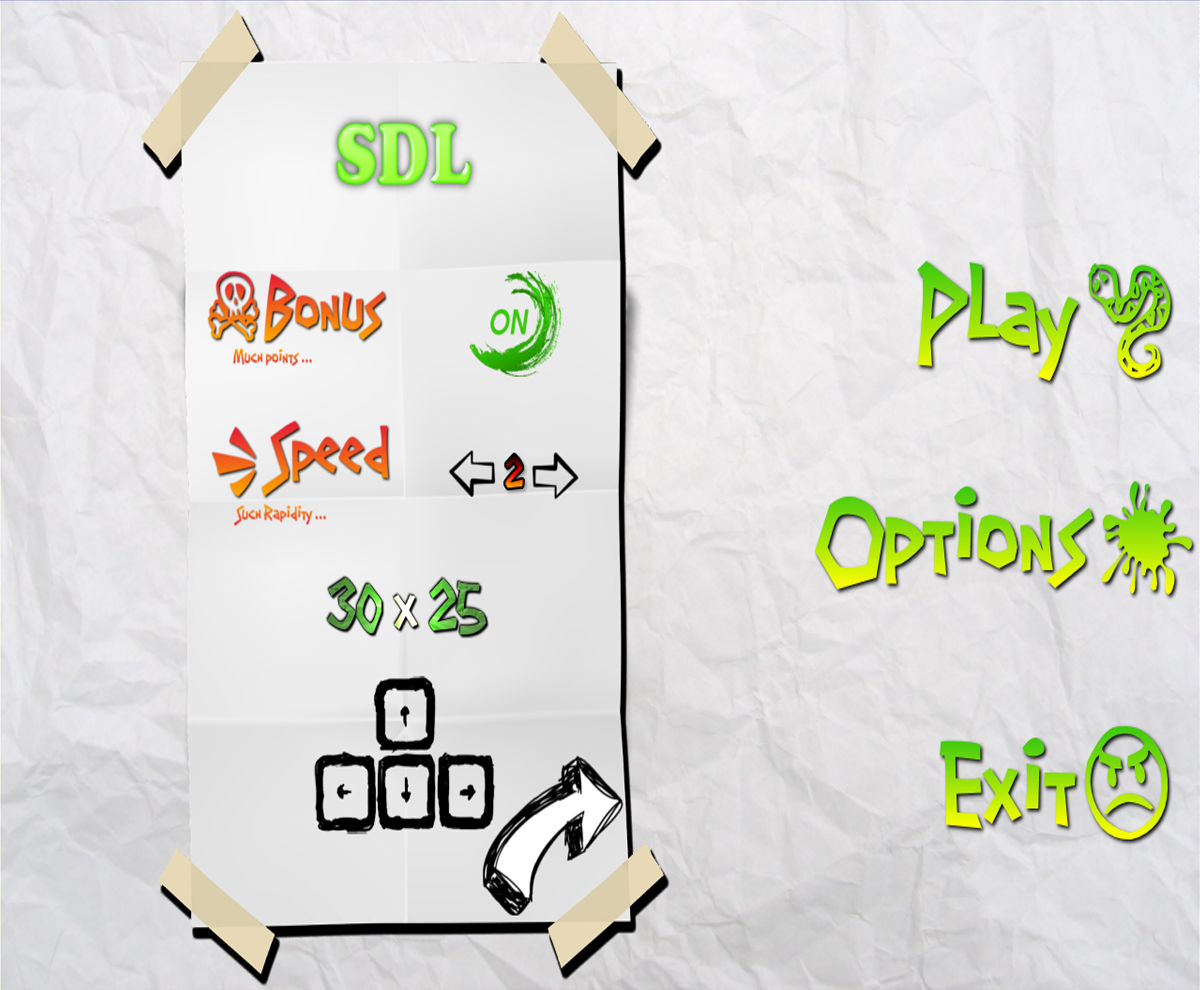 SDL
Bonus
Much points ...
ON
Speed
Such Rapidity ...
2
30 x 25
Play
Options
Exit